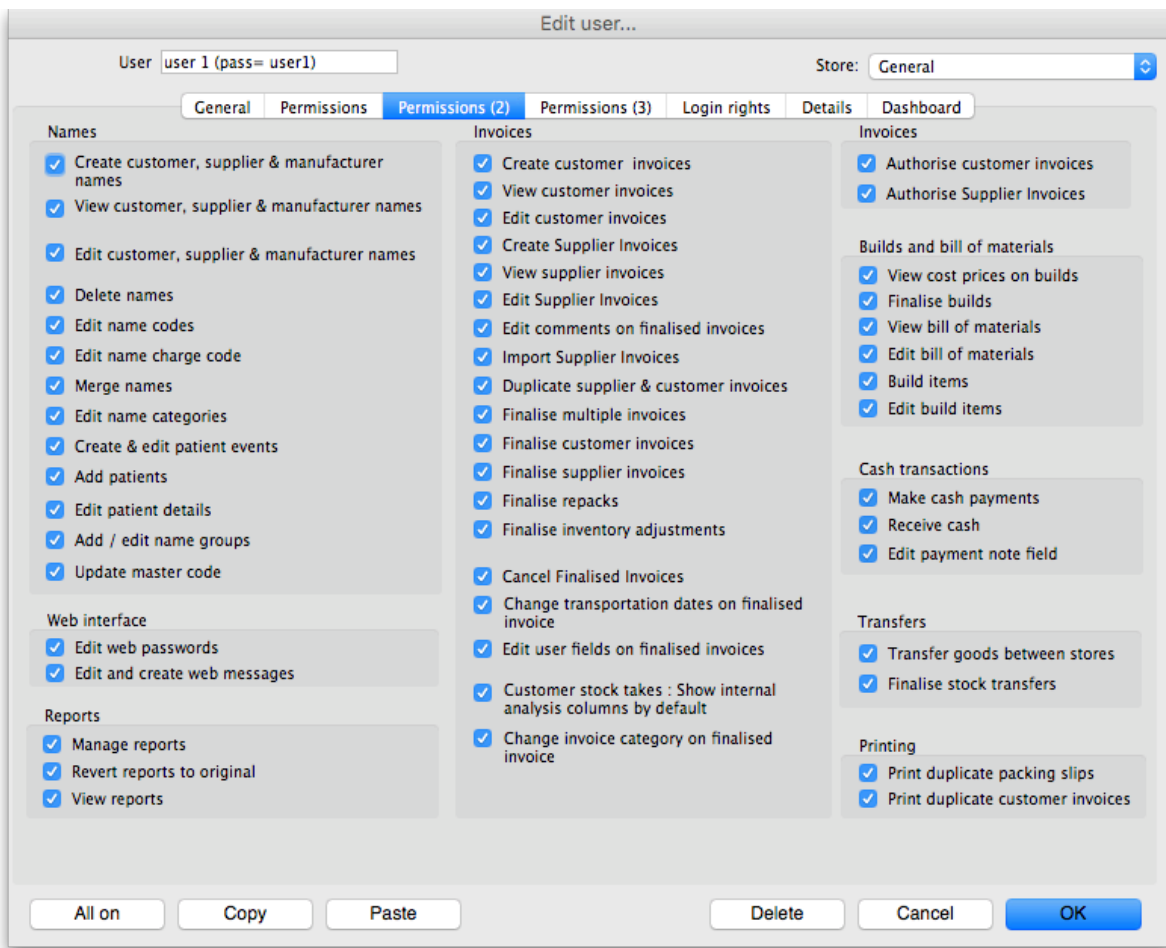 Edit user...
User user 1 (pass= user1)
Store: General
General Permissions Permissions (2) Permissions (3) Login rights Details Dashboard
Names
Create customer, supplier & manufacturer
names
View customer, supplier & manufacturer names
Edit customer, supplier & manufacturer names
Delete names
Edit name codes
Edit name charge code
Merge names
Edit name categories
Create & edit patient events
Add patients
Edit patient details
Add / edit name groups
Update master code
Web interface
Edit web passwords
Edit and create web messages
Reports
Manage reports
Revert reports to original
View reports
Invoices
Create customer  invoices
View customer invoices
Edit customer invoices
Create Supplier Invoices
View supplier invoices
Edit Supplier Invoices
Edit comments on finalised invoices
Import Supplier Invoices
Duplicate supplier & customer invoices
Finalise multiple invoices
Finalise customer invoices
Finalise supplier invoices
Finalise repacks
Finalise inventory adjustments
Cancel Finalised Invoices
Change transportation dates on finalised
invoice
Edit user fields on finalised invoices
Customer stock takes : Show internal
analysis columns by default
Change invoice category on finalised
invoice
Invoices
Authorise customer invoices
Authorise Supplier Invoices
Builds and bill of materials
View cost prices on builds
Finalise builds
View bill of materials
Edit bill of materials
Build items
Edit build items
Cash transactions
Make cash payments
Receive cash
Edit payment note field
Transfers
Transfer goods between stores
Finalise stock transfers
Printing
Print duplicate packing slips
Print duplicate customer invoices
All on Copy Paste Delete Cancel OK